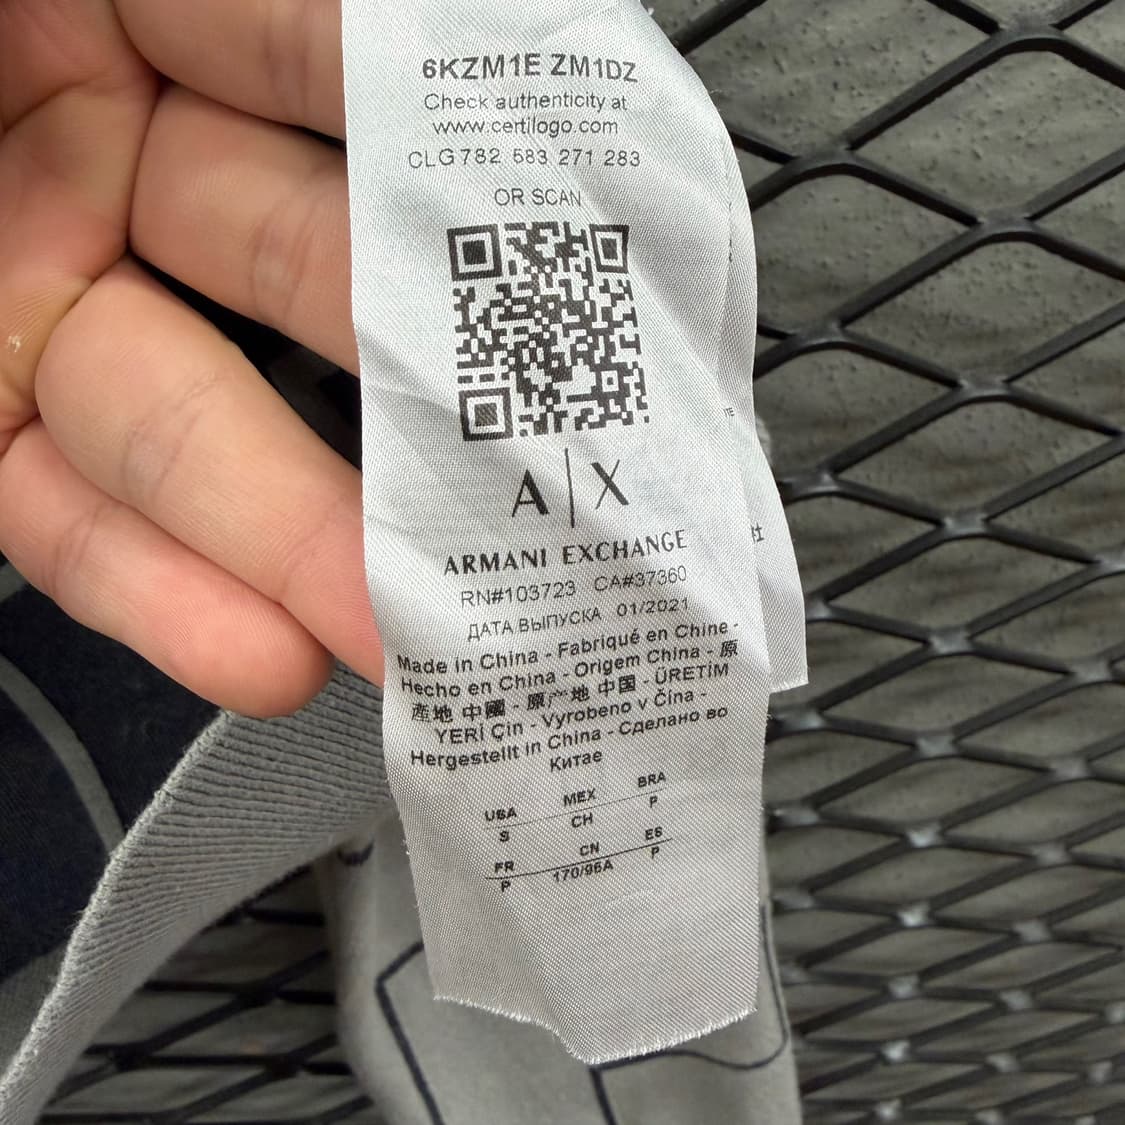 6KZM1E ZM1DZ
Check authenticity at
www.certilogo.com
CLG 782 583 271 283
OR SCAN
A|X
ARMANI EXCHANGE
RN#103723 CA#37360
ДАТА ВЫПУСКА 01/2021
Made in China - Fabriqué en Chine -
Hecho en China - Origem China - 原
產地 中國 - 原产地 中国 - ÜRETİM
YERİ Çin - Vyrobeno v Čina -
Hergestellt in China - Сделано во
Китае
USA MEX BRA
S CH P
FR CN ES
P 170/96A P